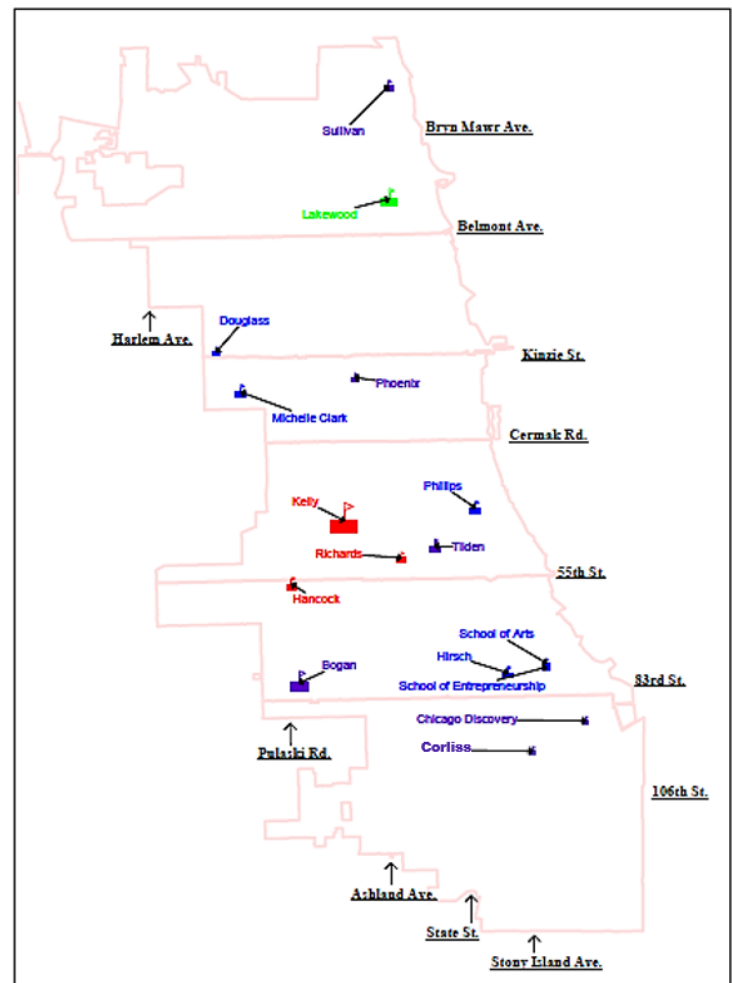 Sullivan
Bryn Mawr Ave.
Lakewood
Belmont Ave.
Douglass
Harlem Ave.
Kinzie St.
Phoenix
Michelle Clark
Cermak Rd.
Kelly
Phillips
Richards
Tilden
55th St.
Hancock
School of Arts
Hirsch
Bogan
School of Entrepreneurship
83rd St.
Chicago Discovery
Corliss
Pulaski Rd.
106th St.
Ashland Ave.
State St.
Stony Island Ave.